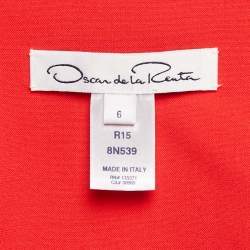 Oscar de la Renta
6
R15
8N539
MADE IN ITALY